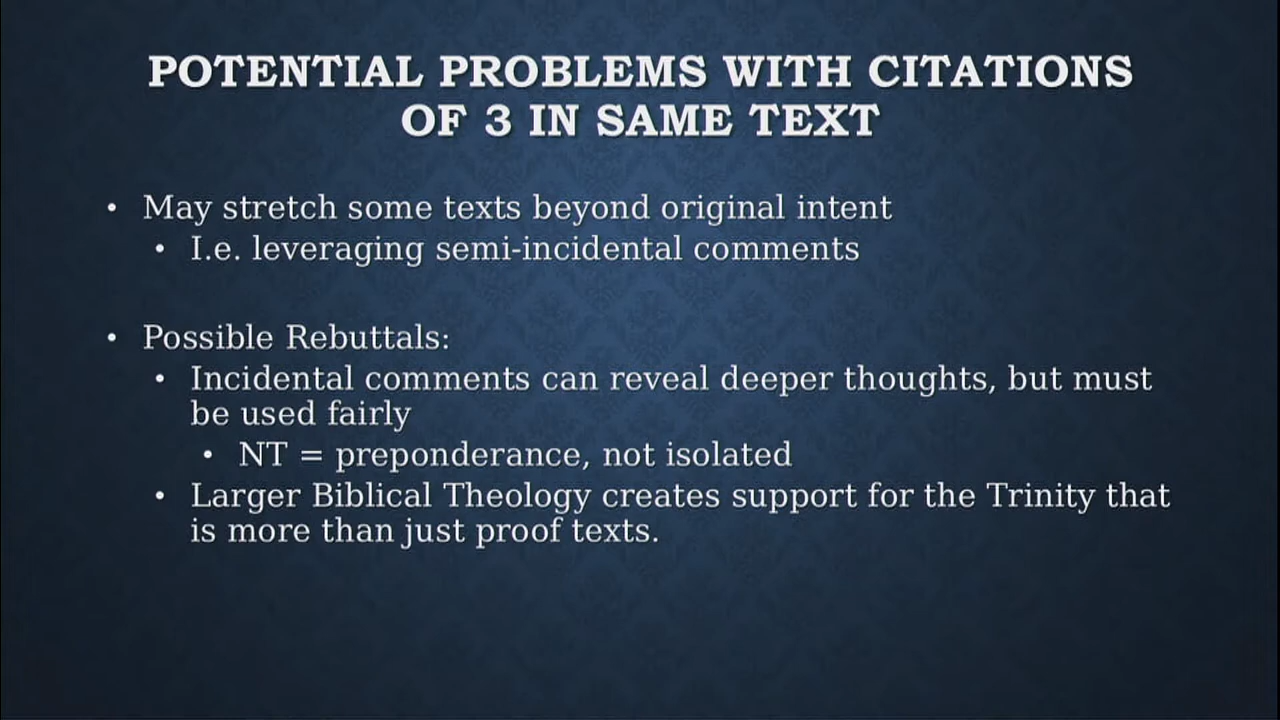 POTENTIAL PROBLEMS WITH CITATIONS
OF 3 IN SAME TEXT
• May stretch some texts beyond original intent
• I.e. leveraging semi-incidental comments
• Possible Rebuttals:
• Incidental comments can reveal deeper thoughts, but must
be used fairly
• NT = preponderance, not isolated
• Larger Biblical Theology creates support for the Trinity that
is more than just proof texts.